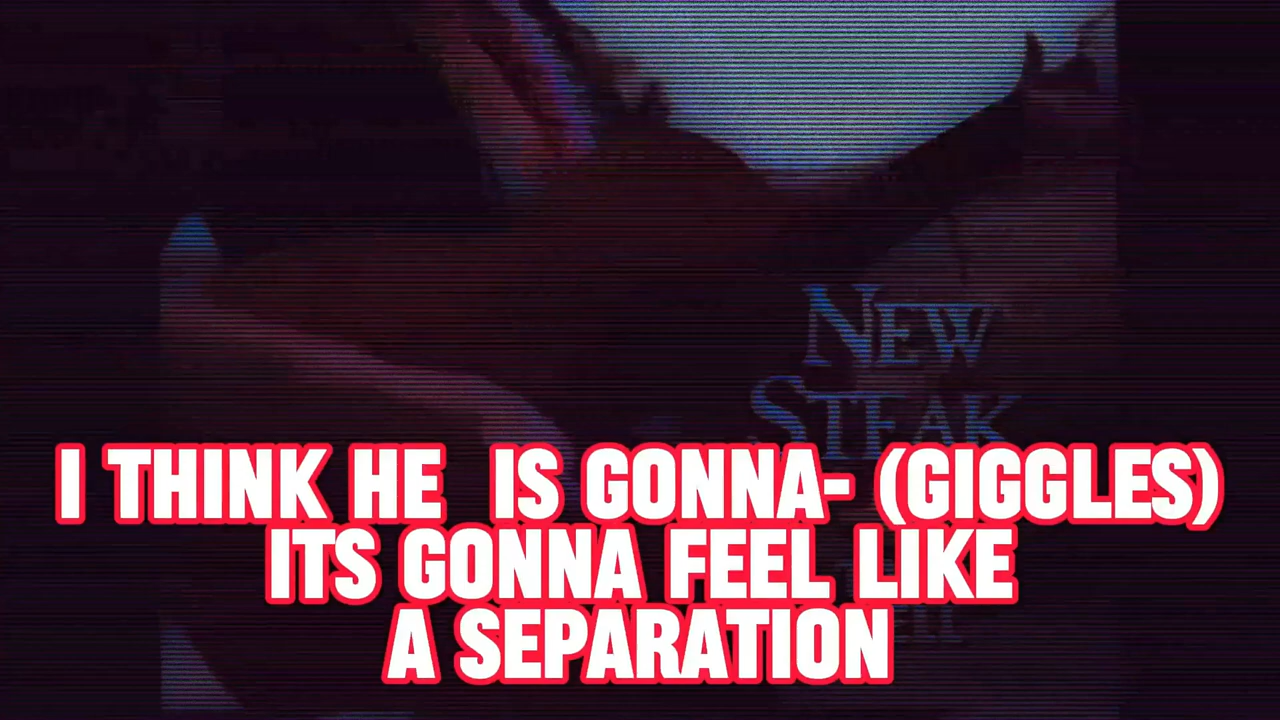 NEW
STEAK
I THINK HE IS GONNA- (GIGGLES)
ITS GONNA FEEL LIKE
A SEPARATION